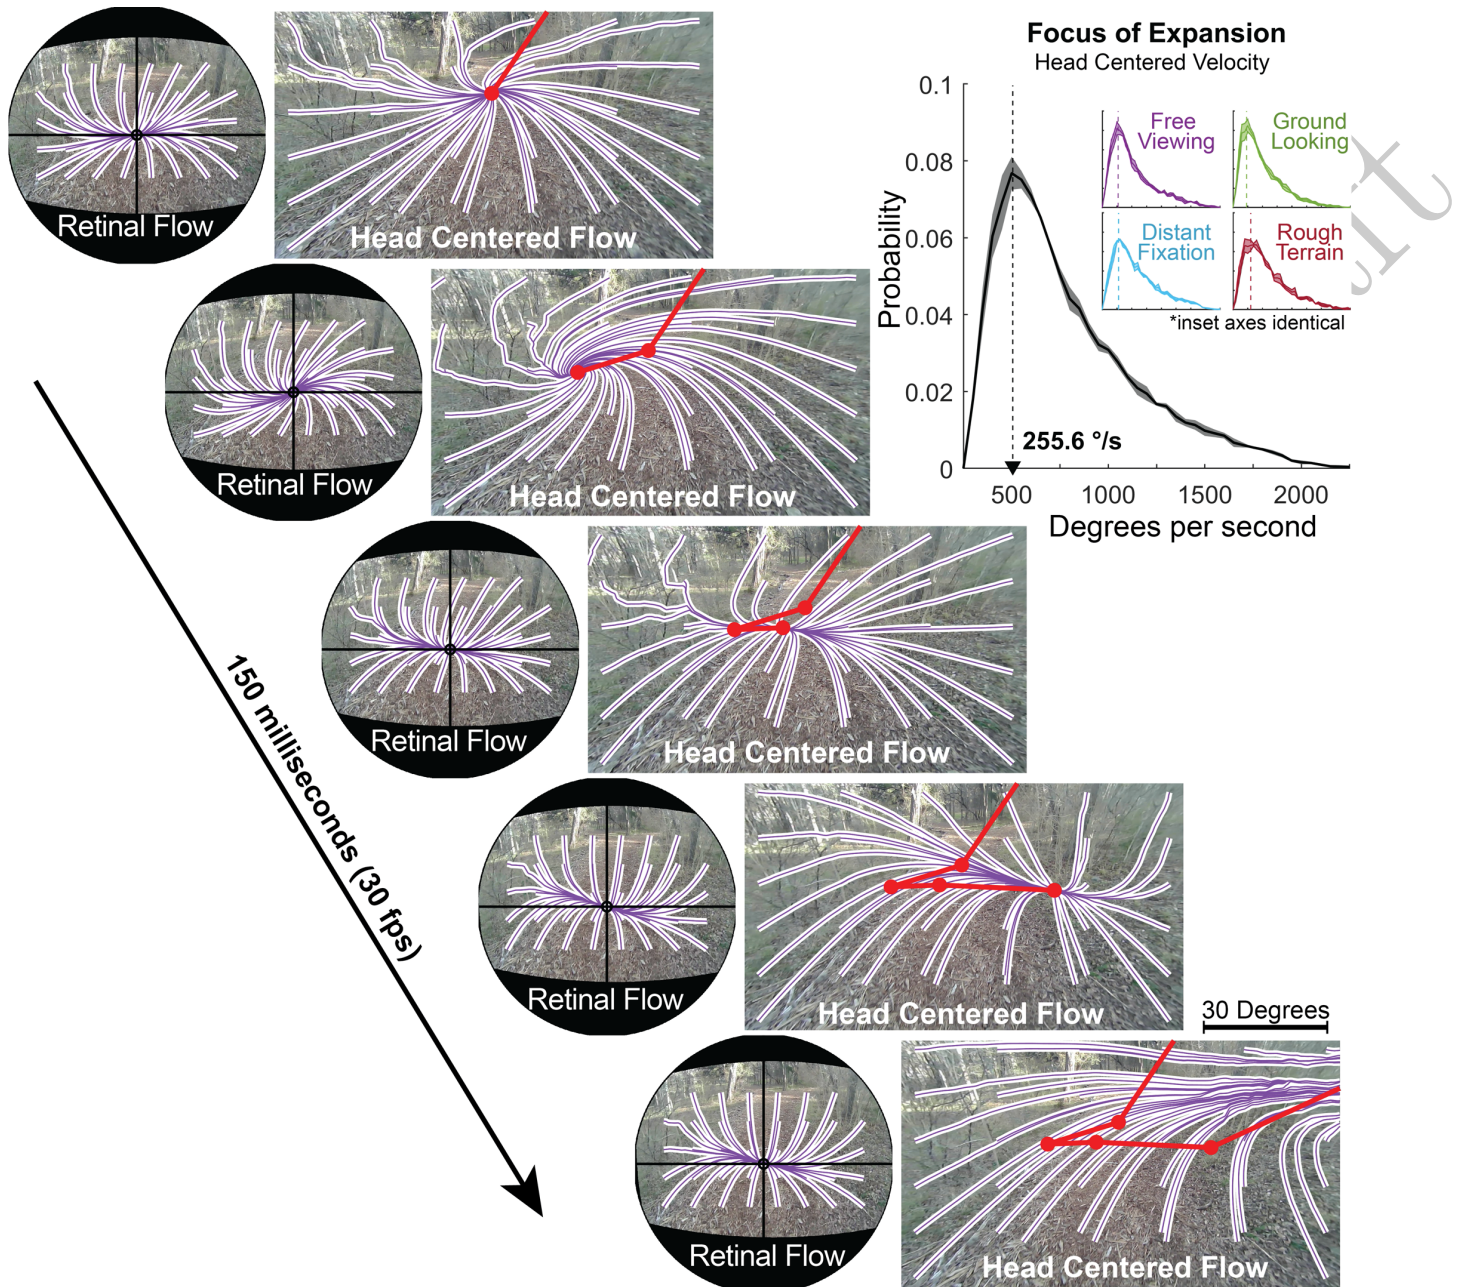 Retinal Flow
Head Centered Flow
Retinal Flow
Head Centered Flow
Retinal Flow
Head Centered Flow
Retinal Flow
Head Centered Flow
Retinal Flow
Head Centered Flow
150 milliseconds (30 fps)
30 Degrees
Focus of Expansion
Head Centered Velocity
Probability
0.1
0.08
0.06
0.04
0.02
0
Free
Viewing
Ground
Looking
Distant
Fixation
Rough
Terrain
*inset axes identical
255.6 °/s
500
1000
1500
2000
Degrees per second